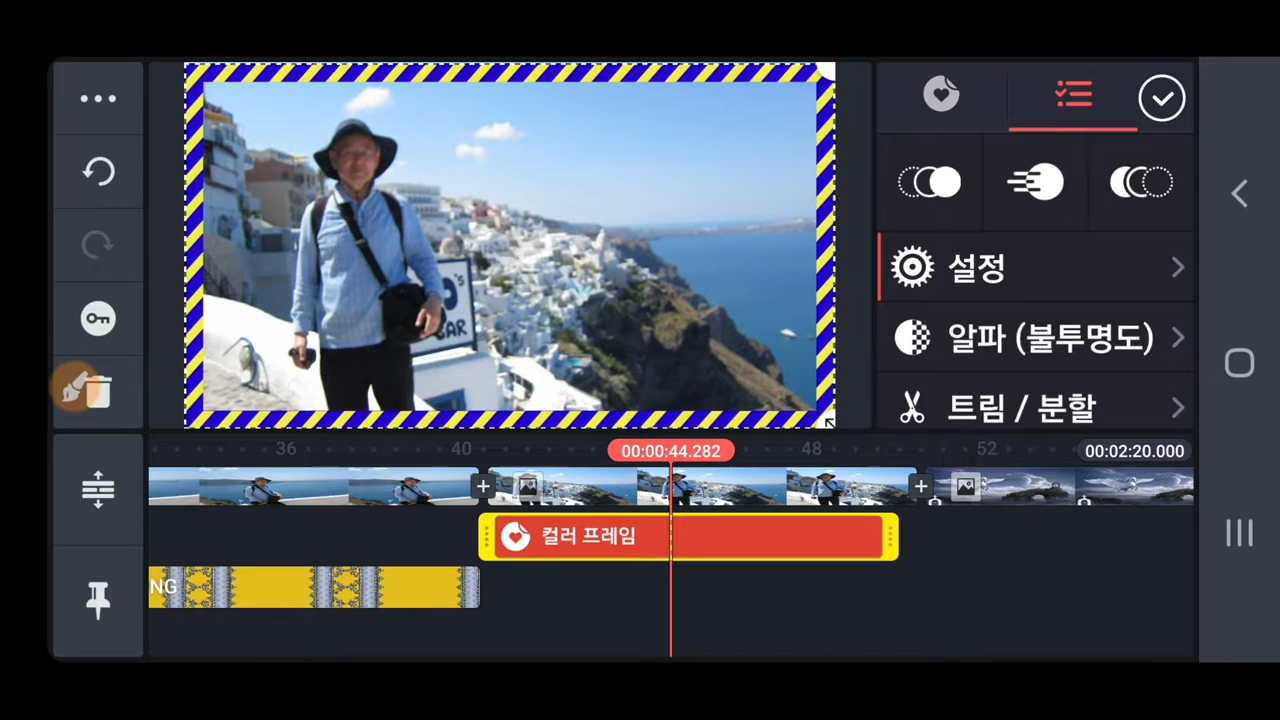 설정
알파 (불투명도)
트림 / 분할
BAR
36
40
00:00:44.282
48
52
00:02:20.000
컬러 프레임
NG